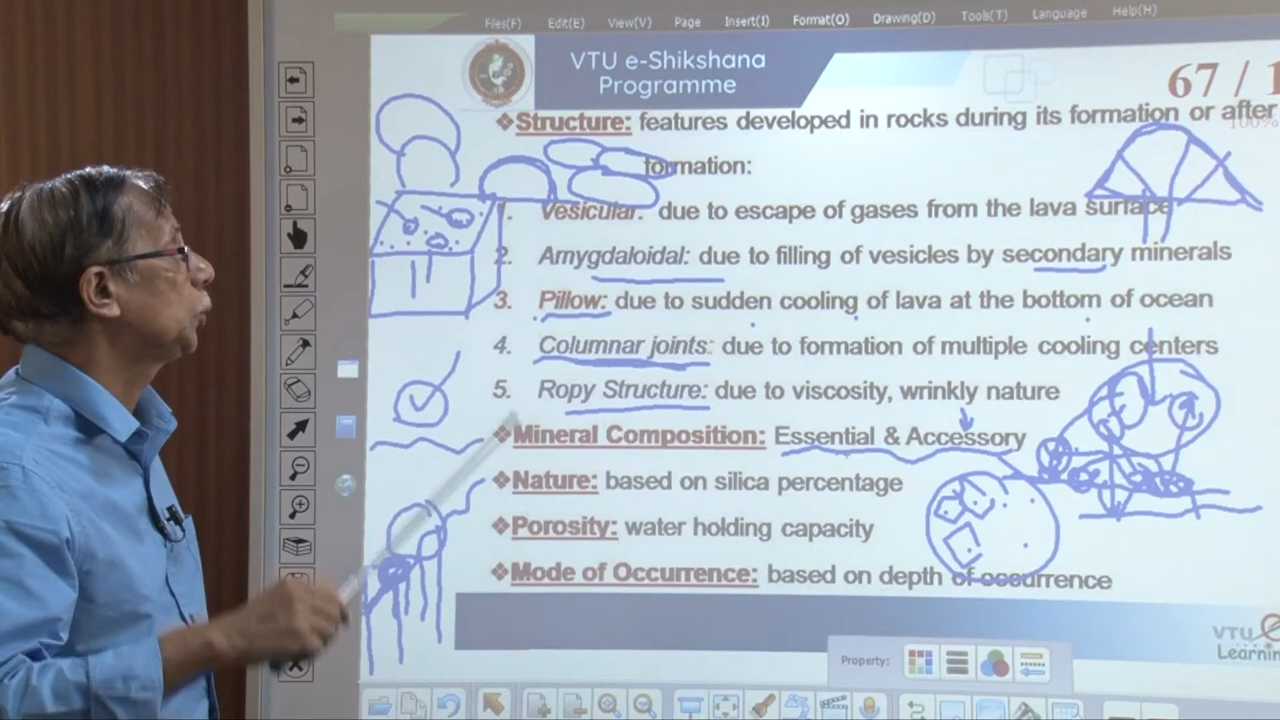 Files(F) Edit(E) View(V) Page Insert(I) Format(O) Drawing(D) Tools(T) Language Help(H)
VTU e-Shikshana
Programme
67 / 1
100%
❖Structure: features developed in rocks during its formation or after
formation:
1. Vesicular: due to escape of gases from the lava surface
2. Amygdaloidal: due to filling of vesicles by secondary minerals
3. Pillow: due to sudden cooling of lava at the bottom of ocean
4. Columnar joints: due to formation of multiple cooling centers
5. Ropy Structure: due to viscosity, wrinkly nature
❖Mineral Composition: Essential & Accessory
❖Nature: based on silica percentage
❖Porosity: water holding capacity
❖Mode of Occurrence: based on depth of occurrence
VTU
Learnin
Property: